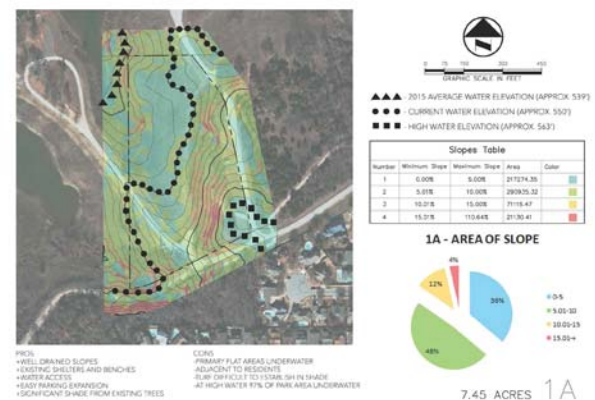 GRAPHIC SCALE IN FEET
- 2015 AVERAGE WATER ELEVATION (APPROX. 539')
- CURRENT WATER ELEVATION (APPROX. 550')
- HIGH WATER ELEVATION (APPROX. 563')
Slopes Table
Number Minimum Slope Maximum Slope Area Color
1 0.00% 5.00% 217274.35
2 5.01% 10.00% 290935.32
3 10.01% 15.00% 71115.47
4 15.01% 110.64% 21130.41
1A - AREA OF SLOPE
4%
12%
36%
48%
0-5
5.01-10
10.01-15
15.01+
PROS
+WELL DRAINED SLOPES
+EXISTING SHELTERS AND BENCHES
+WATER ACCESS
+EASY PARKING EXPANSION
+SIGNIFICANT SHADE FROM EXISTING TREES
CONS
-PRIMARY FLAT AREAS UNDERWATER
-ADJACENT TO RESIDENTS
-TURF DIFFICULT TO ESTABLISH IN SHADE
-AT HIGH WATER 97% OF PARK AREA UNDERWATER
7.45 ACRES 1A